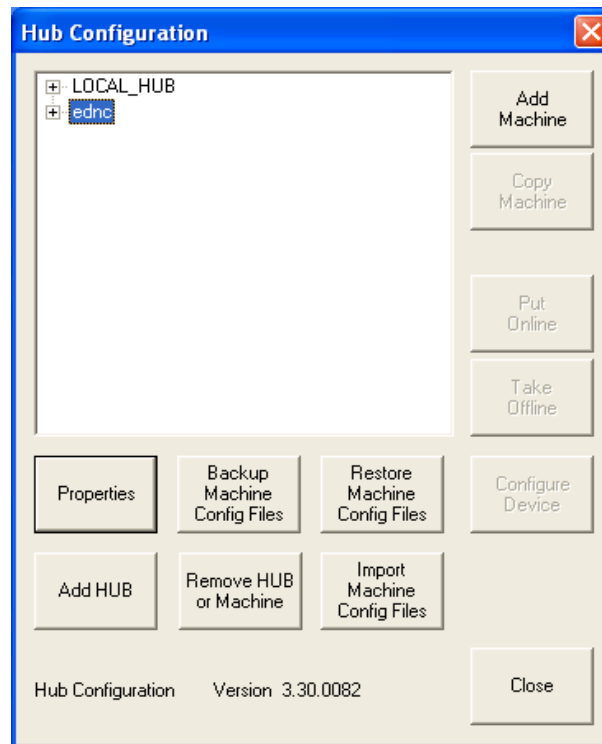 Hub Configuration
LOCAL_HUB
ednc
Add
Machine
Copy
Machine
Put
Online
Take
Offline
Properties
Backup
Machine
Config Files
Restore
Machine
Config Files
Configure
Device
Add HUB
Remove HUB
or Machine
Import
Machine
Config Files
Hub Configuration Version 3.30.0082
Close